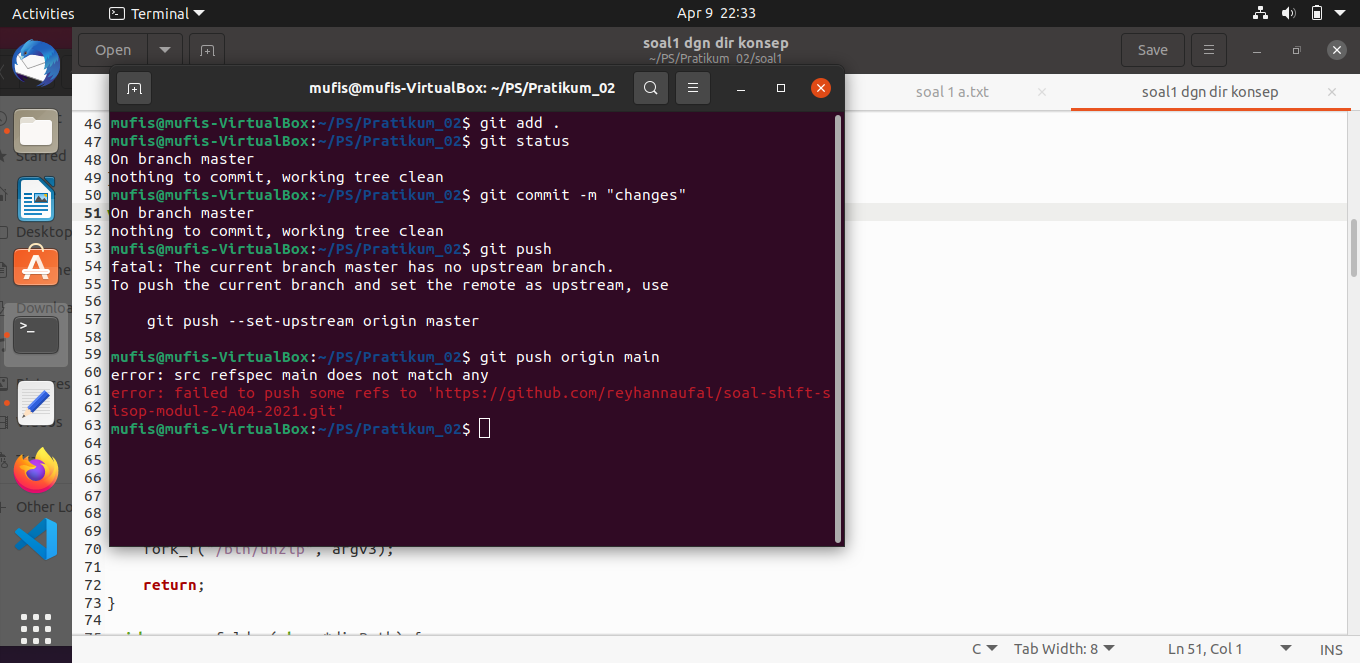 Activities
Terminal
Apr 9 22:33
Open
soal1 dgn dir konsep
~/PS/Pratikum_02/soal1
Save
mufis@mufis-VirtualBox: ~/PS/Pratikum_02
soal 1 a.txt
soal1 dgn dir konsep
46
47
48
49
50
51
52
53
54
55
56
57
58
59
60
61
62
63
64
65
66
67
68
69
70
71
72
73
74
mufis@mufis-VirtualBox:~/PS/Pratikum_02$ git add .
mufis@mufis-VirtualBox:~/PS/Pratikum_02$ git status
On branch master
nothing to commit, working tree clean
mufis@mufis-VirtualBox:~/PS/Pratikum_02$ git commit -m "changes"
On branch master
nothing to commit, working tree clean
mufis@mufis-VirtualBox:~/PS/Pratikum_02$ git push
fatal: The current branch master has no upstream branch.
To push the current branch and set the remote as upstream, use
git push --set-upstream origin master
mufis@mufis-VirtualBox:~/PS/Pratikum_02$ git push origin main
error: src refspec main does not match any
error: failed to push some refs to 'https://github.com/reyhannaufal/soal-shift-s
isop-modul-2-A04-2021.git'
mufis@mufis-VirtualBox:~/PS/Pratikum_02$
argv3);
return;
}
Starred
Desktop
Other Lo
C
Tab Width: 8
Ln 51, Col 1
INS